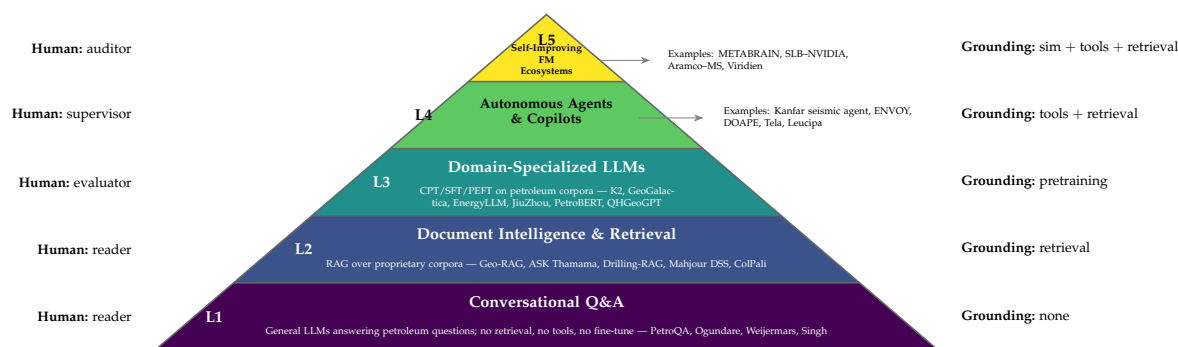 L5
Self-Improving
FM
Ecosystems
Human: auditor
Examples: METABRAIN, SLB–NVIDIA,
Aramco–MS, Viridien
Grounding: sim + tools + retrieval
Human: supervisor
L4
Autonomous Agents
& Copilots
Examples: Kanfar seismic agent, ENVOY,
DOAPE, Tela, Leucipa
Grounding: tools + retrieval
Human: evaluator
L3
Domain-Specialized LLMs
CPT/SFT/PEFT on petroleum corpora — K2, GeoGalac-
tica, EnergyLLM, JiuZhou, PetroBERT, QHGeoGPT
Grounding: pretraining
Human: reader
L2
Document Intelligence & Retrieval
RAG over proprietary corpora — Geo-RAG, ASK Thamama, Drilling-RAG, Mahjour DSS, ColPali
Grounding: retrieval
Human: reader
L1
Conversational Q&A
General LLMs answering petroleum questions; no retrieval, no tools, no fine-tune — PetroQA, Ogundare, Weijermars, Singh
Grounding: none